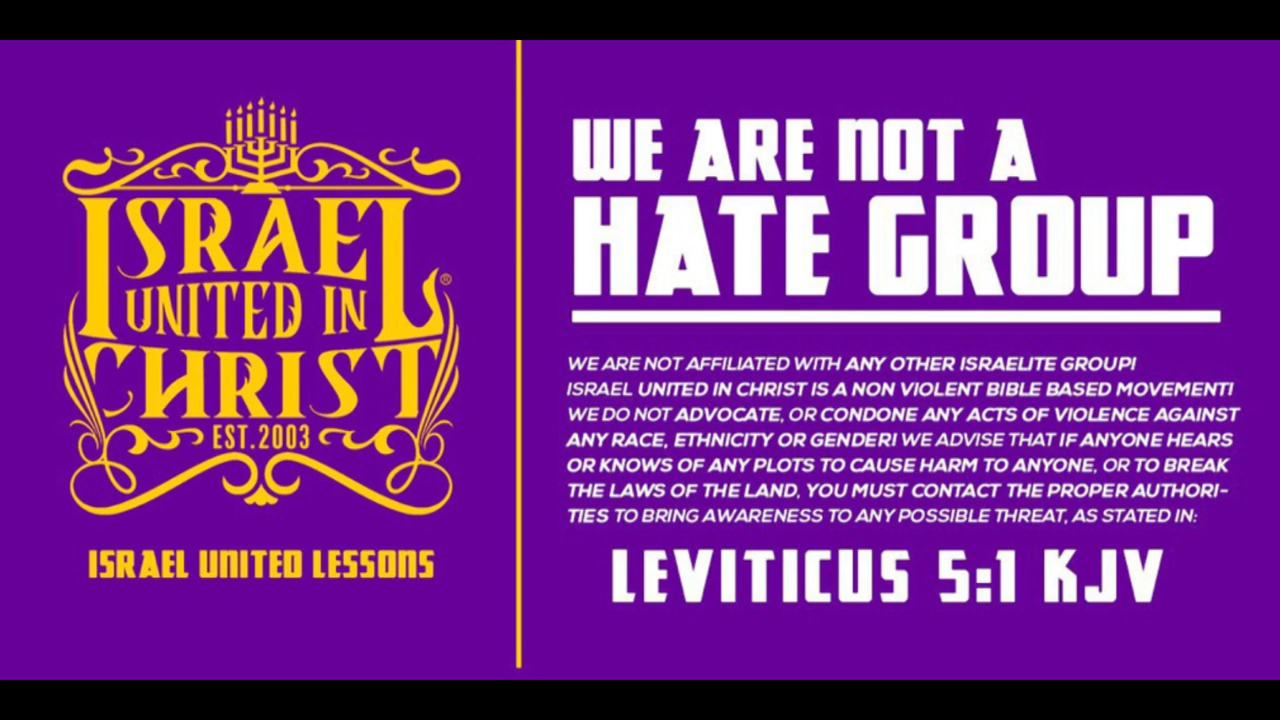 ISRAEL
UNITED IN
CHRIST
®
EST. 2003
ISRAEL UNITED LESSONS
WE ARE NOT A
HATE GROUP
WE ARE NOT AFFILIATED WITH ANY OTHER ISRAELITE GROUP!
ISRAEL UNITED IN CHRIST IS A NON VIOLENT BIBLE BASED MOVEMENT!
WE DO NOT ADVOCATE, OR CONDONE ANY ACTS OF VIOLENCE AGAINST
ANY RACE, ETHNICITY OR GENDER! WE ADVISE THAT IF ANYONE HEARS
OR KNOWS OF ANY PLOTS TO CAUSE HARM TO ANYONE, OR TO BREAK
THE LAWS OF THE LAND, YOU MUST CONTACT THE PROPER AUTHORI-
TIES TO BRING AWARENESS TO ANY POSSIBLE THREAT, AS STATED IN:
LEVITICUS 5:1 KJV